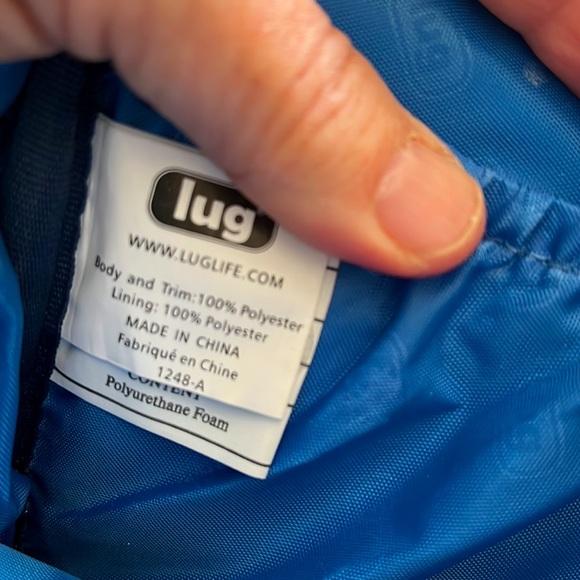 lug
WWW.LUGLIFE.COM
Body and Trim:100% Polyester
Lining: 100% Polyester
MADE IN CHINA
Fabriqué en Chine
1248-A
CONTENT
Polyurethane Foam